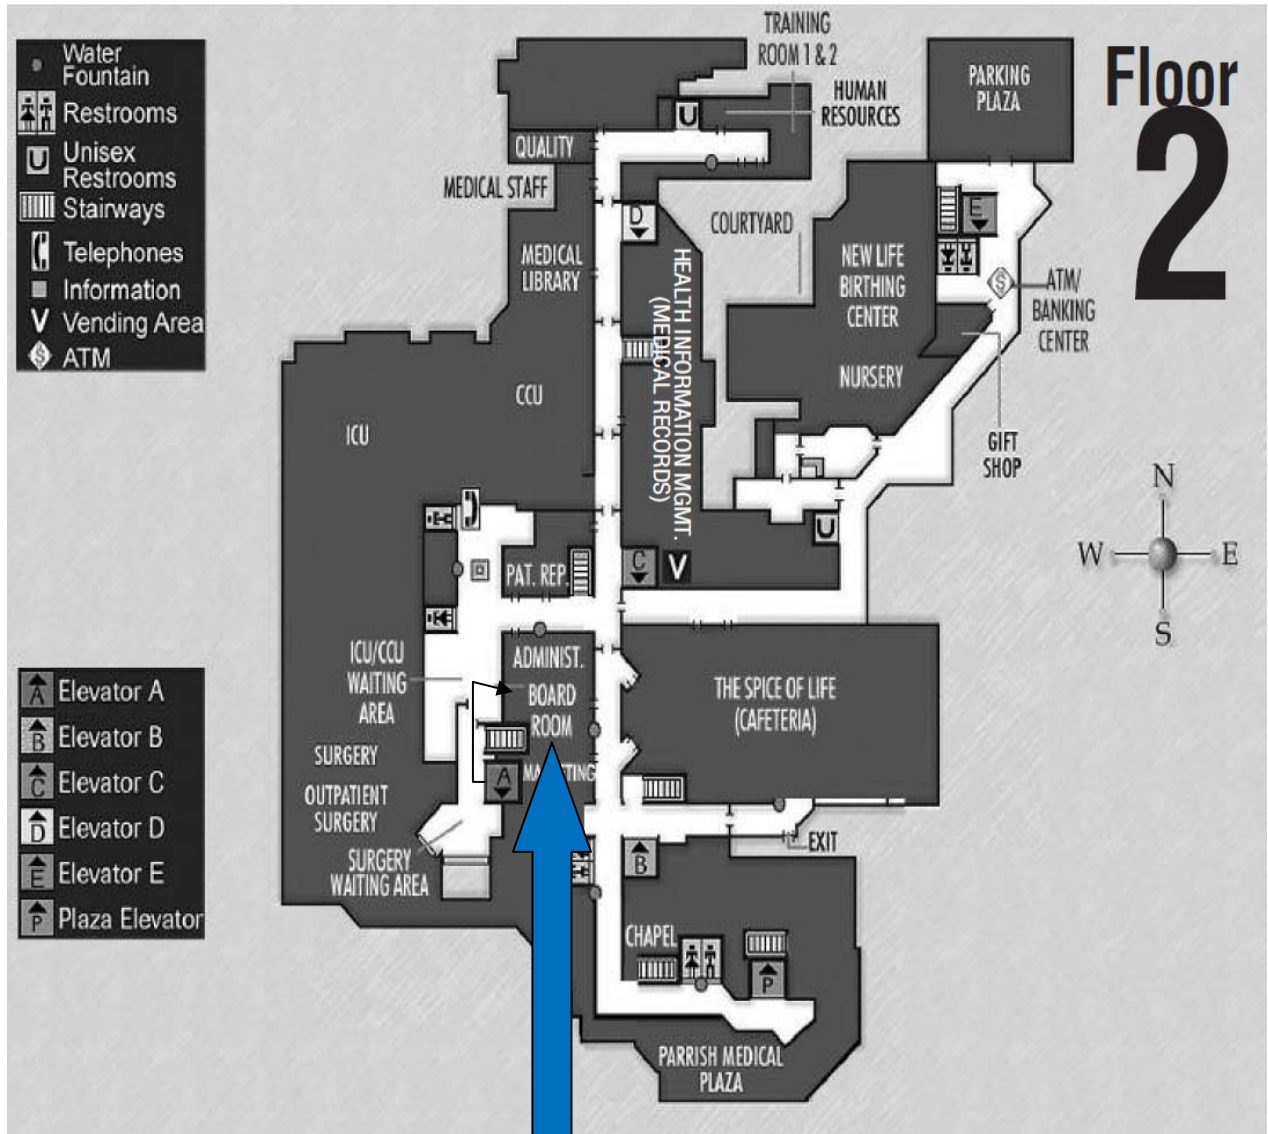 Water
Fountain
Restrooms
U
Unisex
Restrooms
Stairways
Telephones
Information
V
Vending Area
$
ATM
TRAINING
ROOM 1 & 2
HUMAN
RESOURCES
PARKING
PLAZA
Floor
2
U
QUALITY
MEDICAL STAFF
D
COURTYARD
E
MEDICAL
LIBRARY
HEALTH INFORMATION MGMT.
(MEDICAL RECORDS)
NEW LIFE
BIRTHING
CENTER
$
ATM/
BANKING
CENTER
NURSERY
CCU
ICU
GIFT
SHOP
N
W
E
S
U
PAT. REP.
C
V
ICU/CCU
WAITING
AREA
ADMINIST.
BOARD
ROOM
THE SPICE OF LIFE
(CAFETERIA)
A
Elevator A
B
Elevator B
C
Elevator C
D
Elevator D
E
Elevator E
P
Plaza Elevator
SURGERY
A
OUTPATIENT
SURGERY
SURGERY
WAITING AREA
EXIT
B
CHAPEL
P
PARRISH MEDICAL
PLAZA